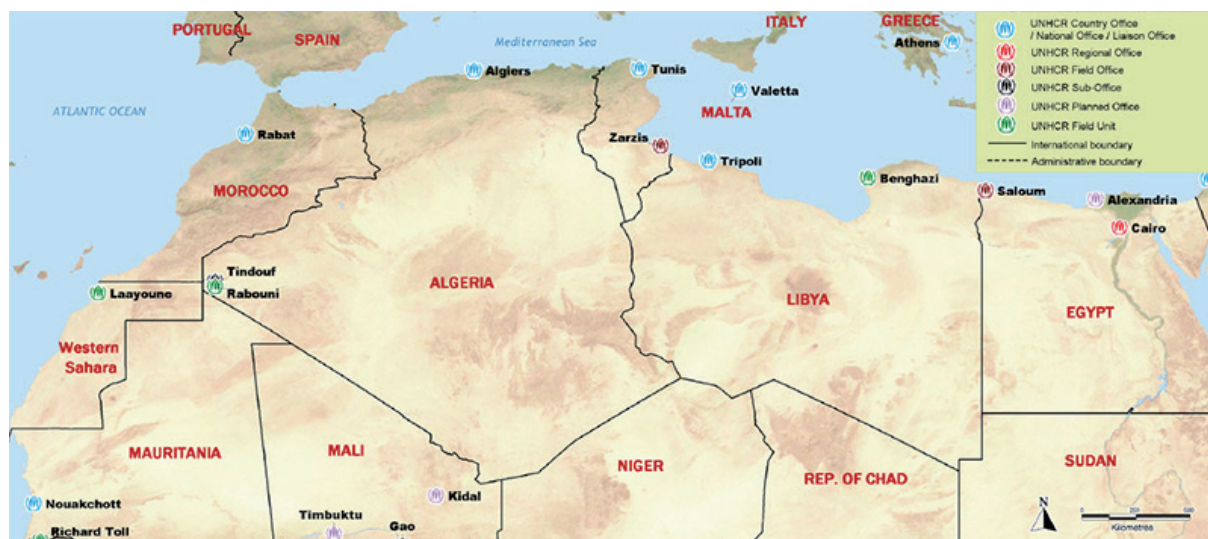 PORTUGAL
SPAIN
ITALY
GREECE
Mediterranean Sea
Athens
UNHCR Country Office
/ National Office / Liaison Office
UNHCR Regional Office
UNHCR Field Office
UNHCR Sub-Office
UNHCR Planned Office
UNHCR Field Unit
International boundary
Administrative boundary
Algiers
Tunis
Valetta
ATLANTIC OCEAN
MALTA
Rabat
Zarzis
Tripoli
MOROCCO
Benghazi
Saloum
Alexandria
Cairo
Tindouf
Rabouni
Laayoune
ALGERIA
LIBYA
EGYPT
Western
Sahara
MAURITANIA
MALI
NIGER
REP. OF CHAD
SUDAN
Kidal
Nouakchott
Timbuktu
Gao
Richard Toll
N
0
Kilometres